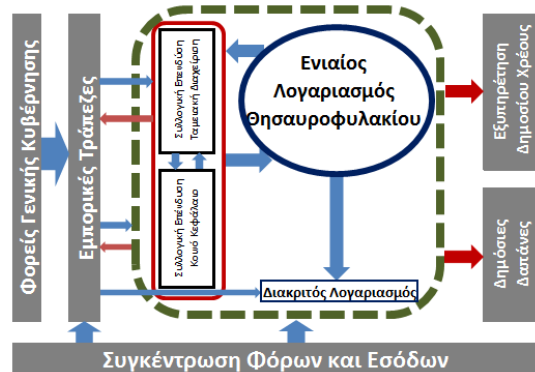 Φορείς Γενικής Κυβέρνησης
Εμπορικές Τράπεζες
Συλλογική Επενδύση
Ταμειακή Διαχείριση
Συλλογική Επένδυση
Κοινό Κεφάλαιο
Ενιαίος
Λογαριασμός
Θησαυροφυλακίου
Διακριτός Λογαριασμός
Εξυπηρέτηση
Δημοσίου Χρέους
Δημόσιες
Δαπάνες
Συγκέντρωση Φόρων και Εσόδων